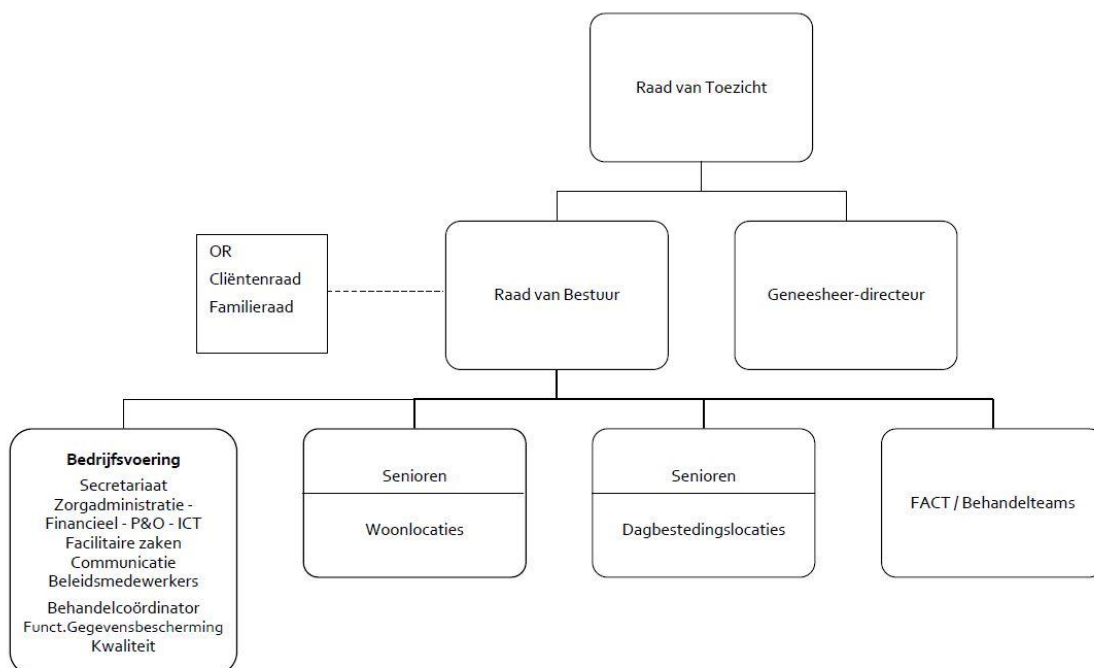 Raad van Toezicht
OR
Cliëntenraad
Familieraad
Raad van Bestuur
Geneesheer-directeur
Bedrijfsvoering
Secretariaat
Zorgadministratie -
Financieel - P&O - ICT
Facilitaire zaken
Communicatie
Beleidsmedewerkers
Behandelcoördinator
Funct.Gegevensbescherming
Kwaliteit
Senioren
Woonlocaties
Senioren
Dagbestedingslocaties
FACT / Behandelteams